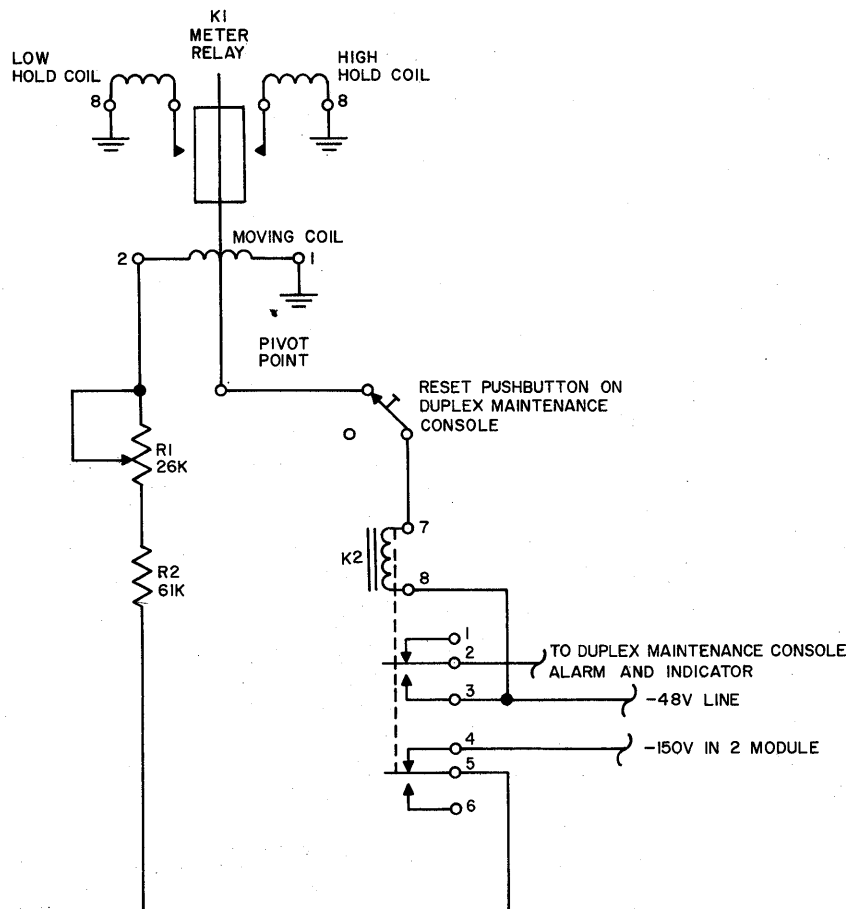 K1
METER
RELAY
LOW
HOLD COIL
HIGH
HOLD COIL
8
8
MOVING COIL
2
1
PIVOT
POINT
RESET PUSHBUTTON ON
DUPLEX MAINTENANCE
CONSOLE
R1
26K
7
K2
R2
61K
8
1
2
TO DUPLEX MAINTENANCE CONSOLE
ALARM AND INDICATOR
3
-48V LINE
4
-150V IN 2 MODULE
5
6